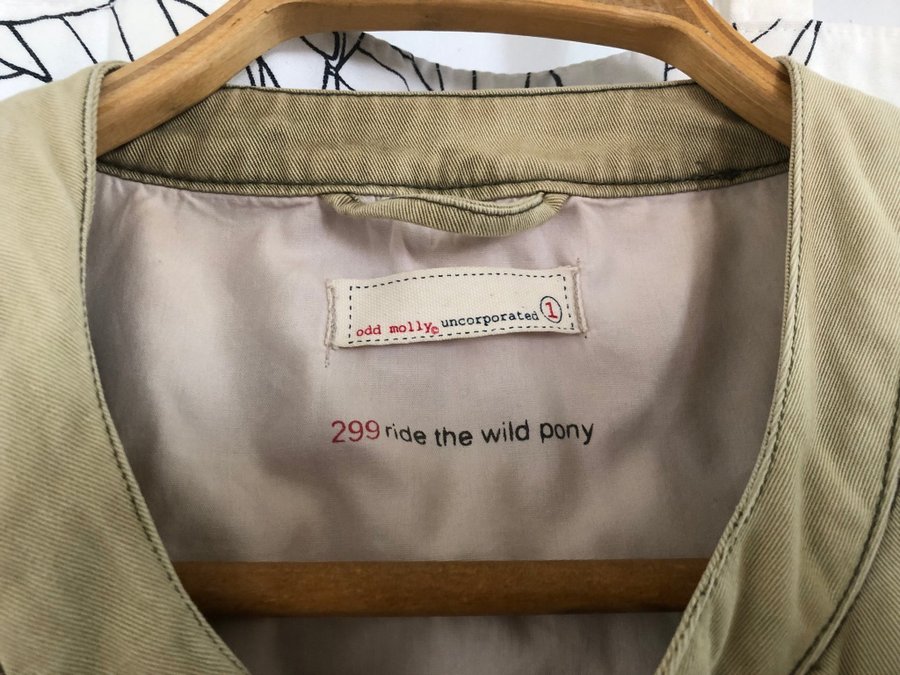 odd molly© uncorporated 1
299 ride the wild pony